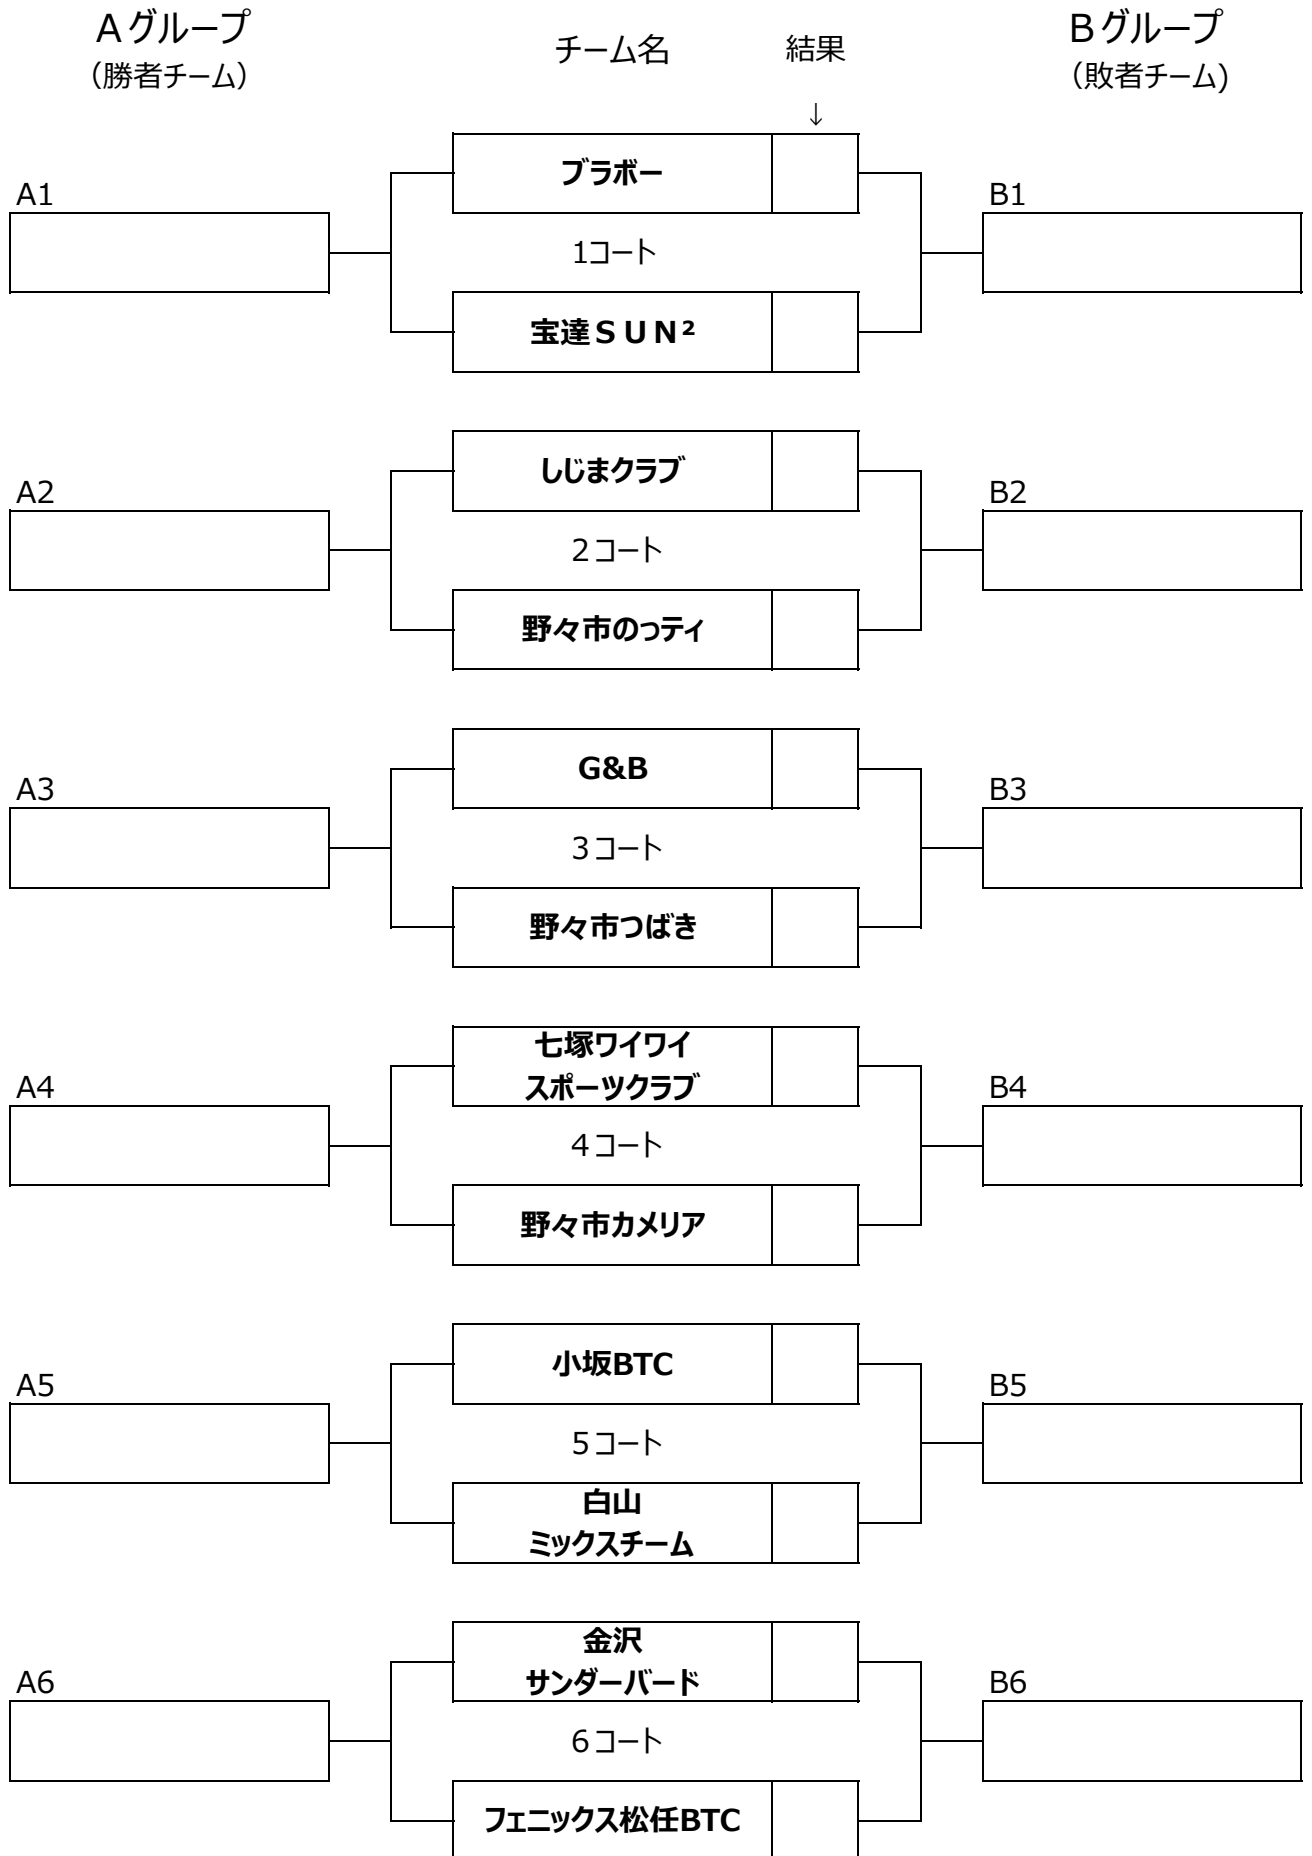 Aグループ
(勝者チーム)
チーム名
結果
↓
Bグループ
(敗者チーム)
ブラボー
A1
B1
1コート
宝達ＳＵＮ²
しじまクラブ
A2
B2
２コート
野々市のっティ
G&B
A3
B3
３コート
野々市つばき
七塚ワイワイ
スポーツクラブ
A4
B4
４コート
野々市カメリア
小坂BTC
A5
B5
５コート
白山
ミックスチーム
金沢
サンダーバード
A6
B6
６コート
フェニックス松任BTC